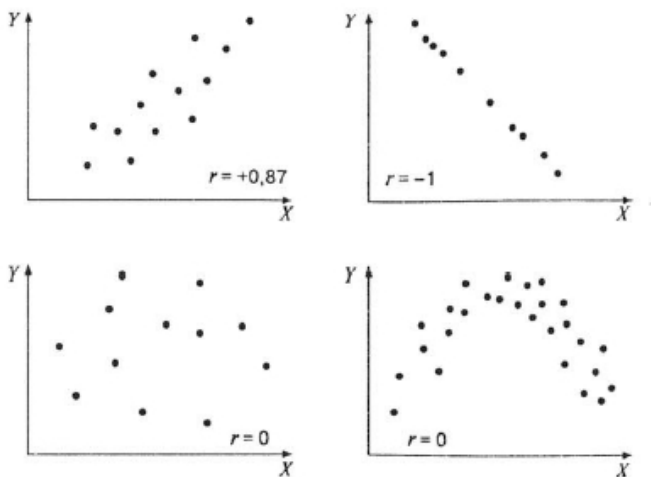 Y
r = +0,87
X
Y
r = −1
X
Y
r = 0
X
Y
r = 0
X